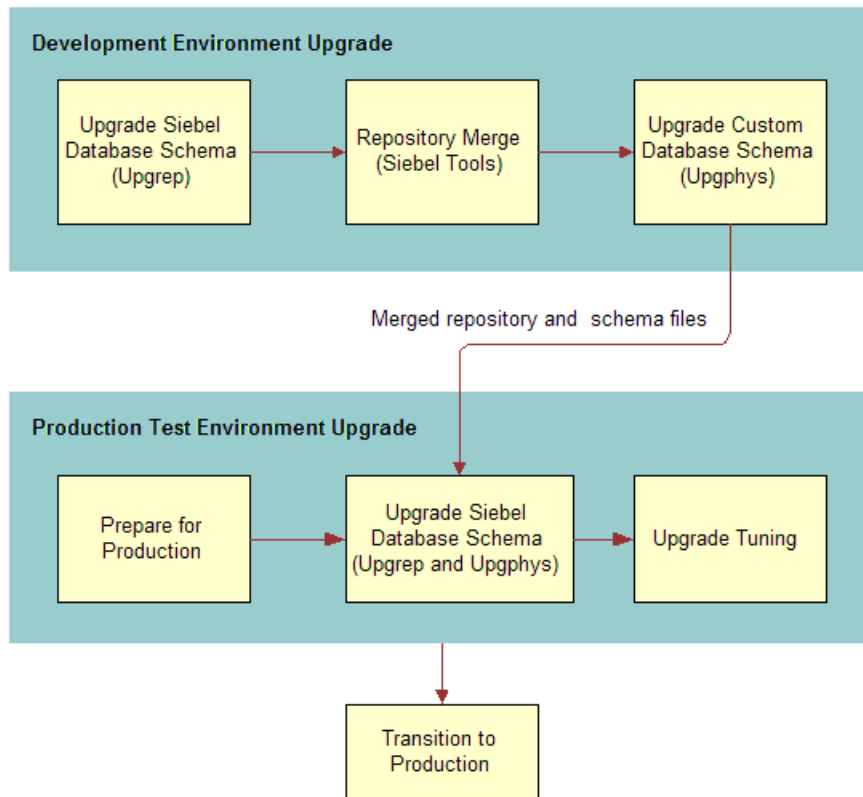 Development Environment Upgrade
Upgrade Siebel
Database Schema
(Upgrep)
Repository Merge
(Siebel Tools)
Upgrade Custom
Database Schema
(Upgphys)
Merged repository and schema files
Production Test Environment Upgrade
Prepare for
Production
Upgrade Siebel
Database Schema
(Upgrep and Upgphys)
Upgrade Tuning
Transition to
Production